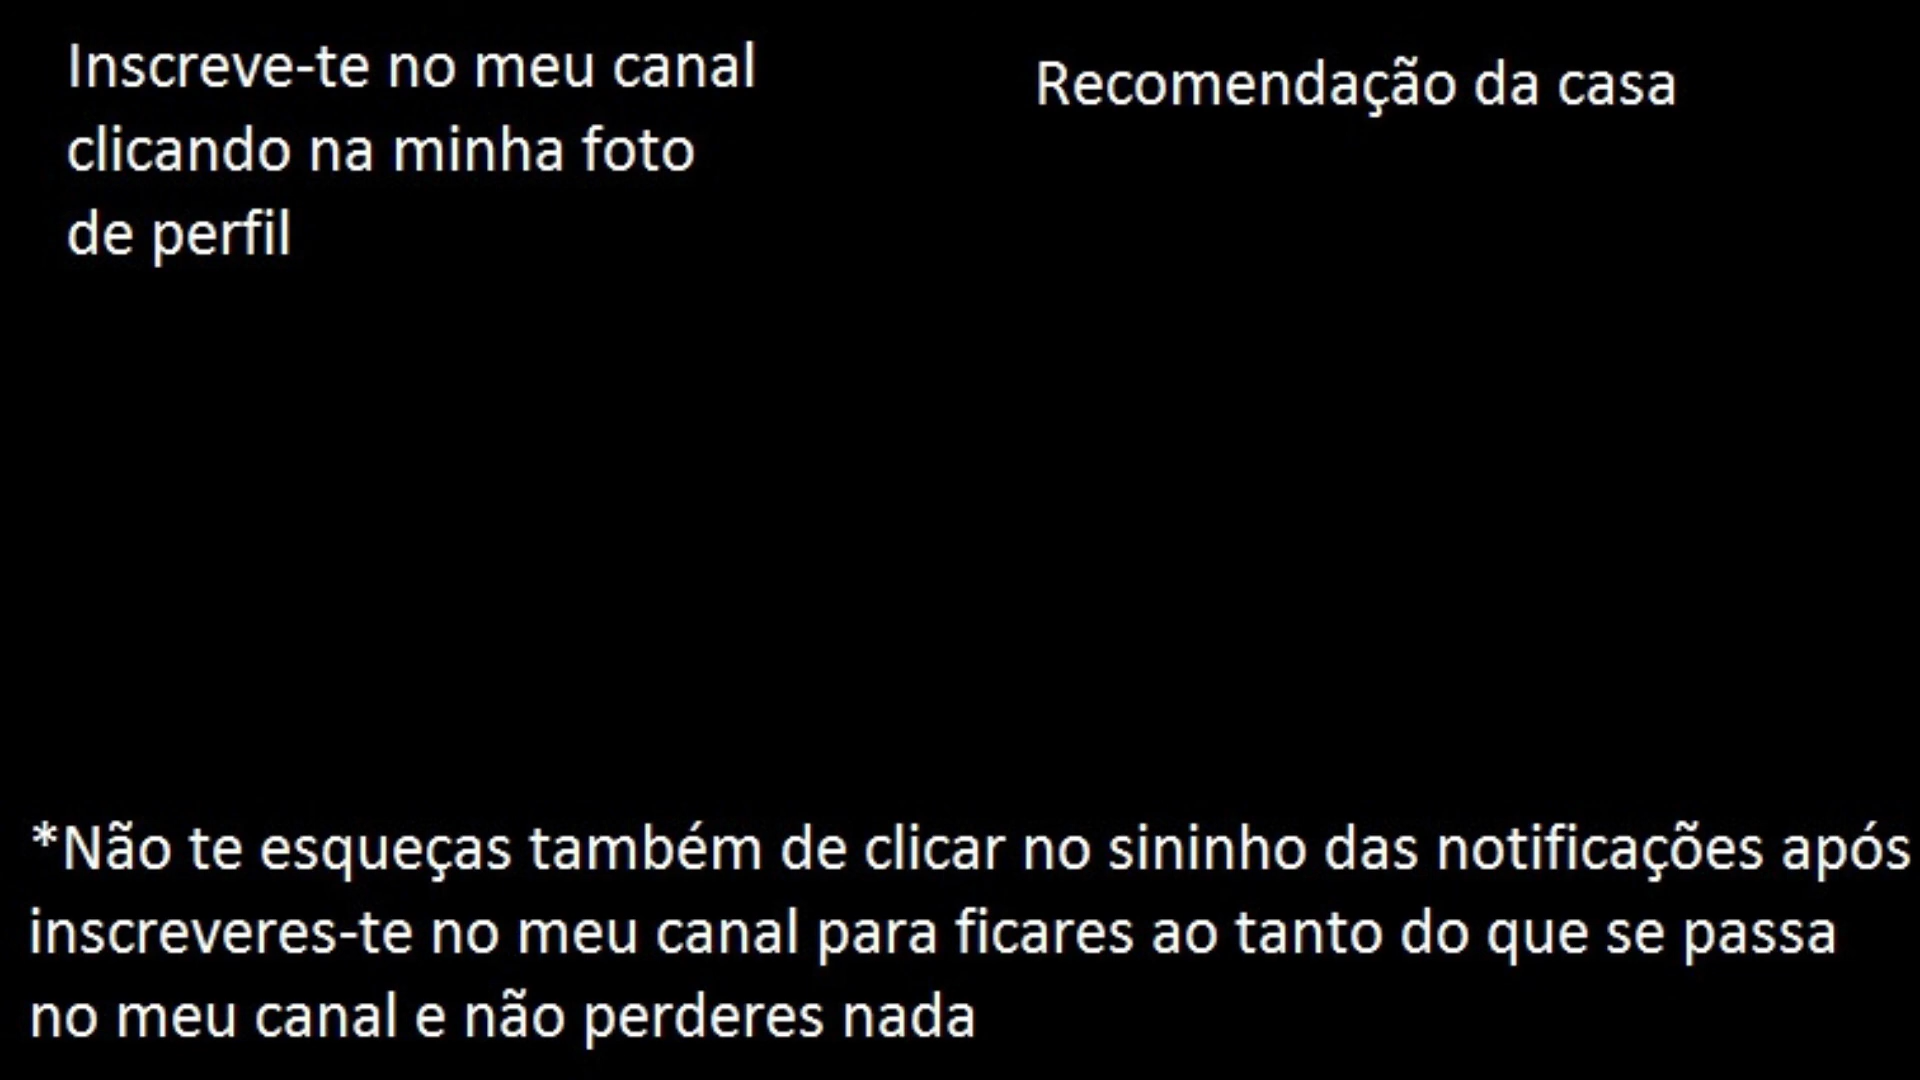 Inscreve-te no meu canal
clicando na minha foto
de perfil
Recomendação da casa
*Não te esqueças também de clicar no sininho das notificações após
inscreveres-te no meu canal para ficares ao tanto do que se passa
no meu canal e não perderes nada